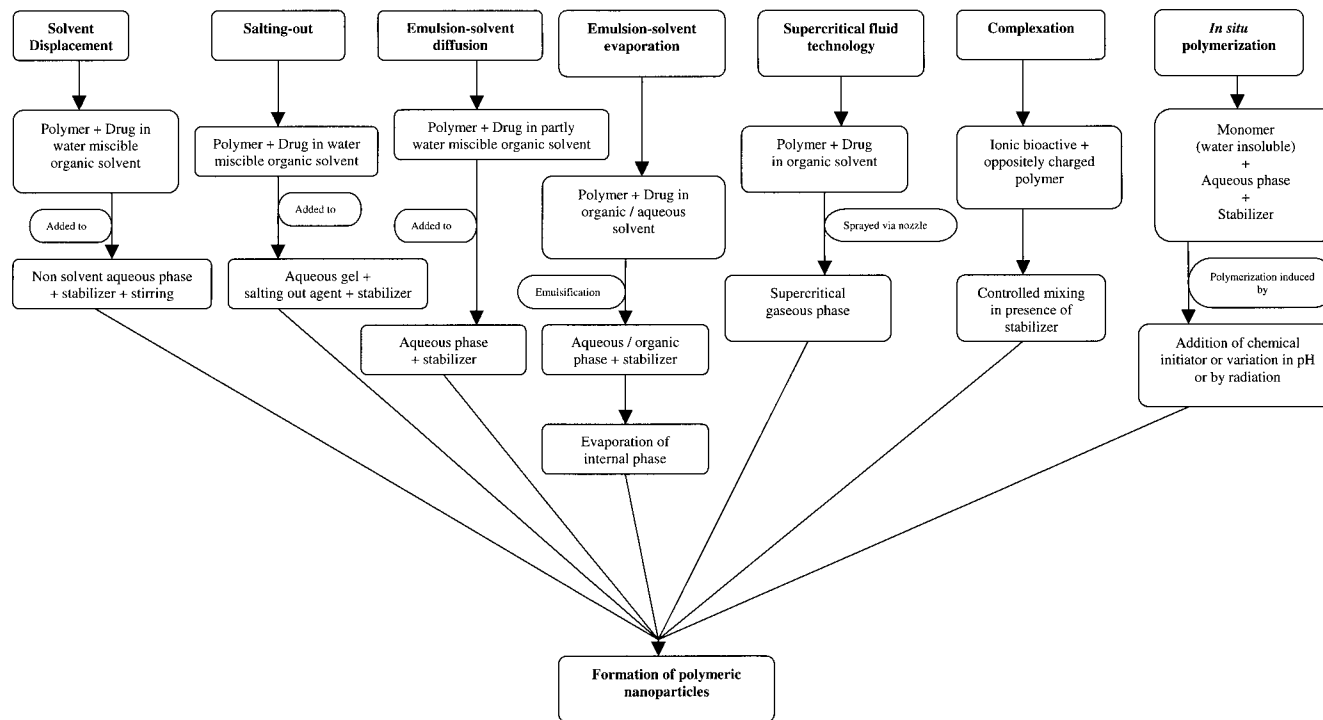 Solvent
Displacement
Polymer + Drug in
water miscible
organic solvent
Added to
Non solvent aqueous phase
+ stabilizer + stirring
Salting-out
Polymer + Drug in water
miscible organic solvent
Added to
Aqueous gel +
salting out agent + stabilizer
Emulsion-solvent
diffusion
Polymer + Drug in partly
water miscible organic solvent
Added to
Aqueous phase
+ stabilizer
Emulsion-solvent
evaporation
Polymer + Drug in
organic / aqueous
solvent
Emulsification
Aqueous / organic
phase + stabilizer
Evaporation of
internal phase
Supercritical fluid
technology
Polymer + Drug
in organic solvent
Sprayed via nozzle
Supercritical
gaseous phase
Complexation
Ionic bioactive +
oppositely charged
polymer
Controlled mixing
in presence of
stabilizer
In situ
polymerization
Monomer
(water insoluble)
+
Aqueous phase
+
Stabilizer
Polymerization induced
by
Addition of chemical
initiator or variation in pH
or by radiation
Formation of polymeric
nanoparticles